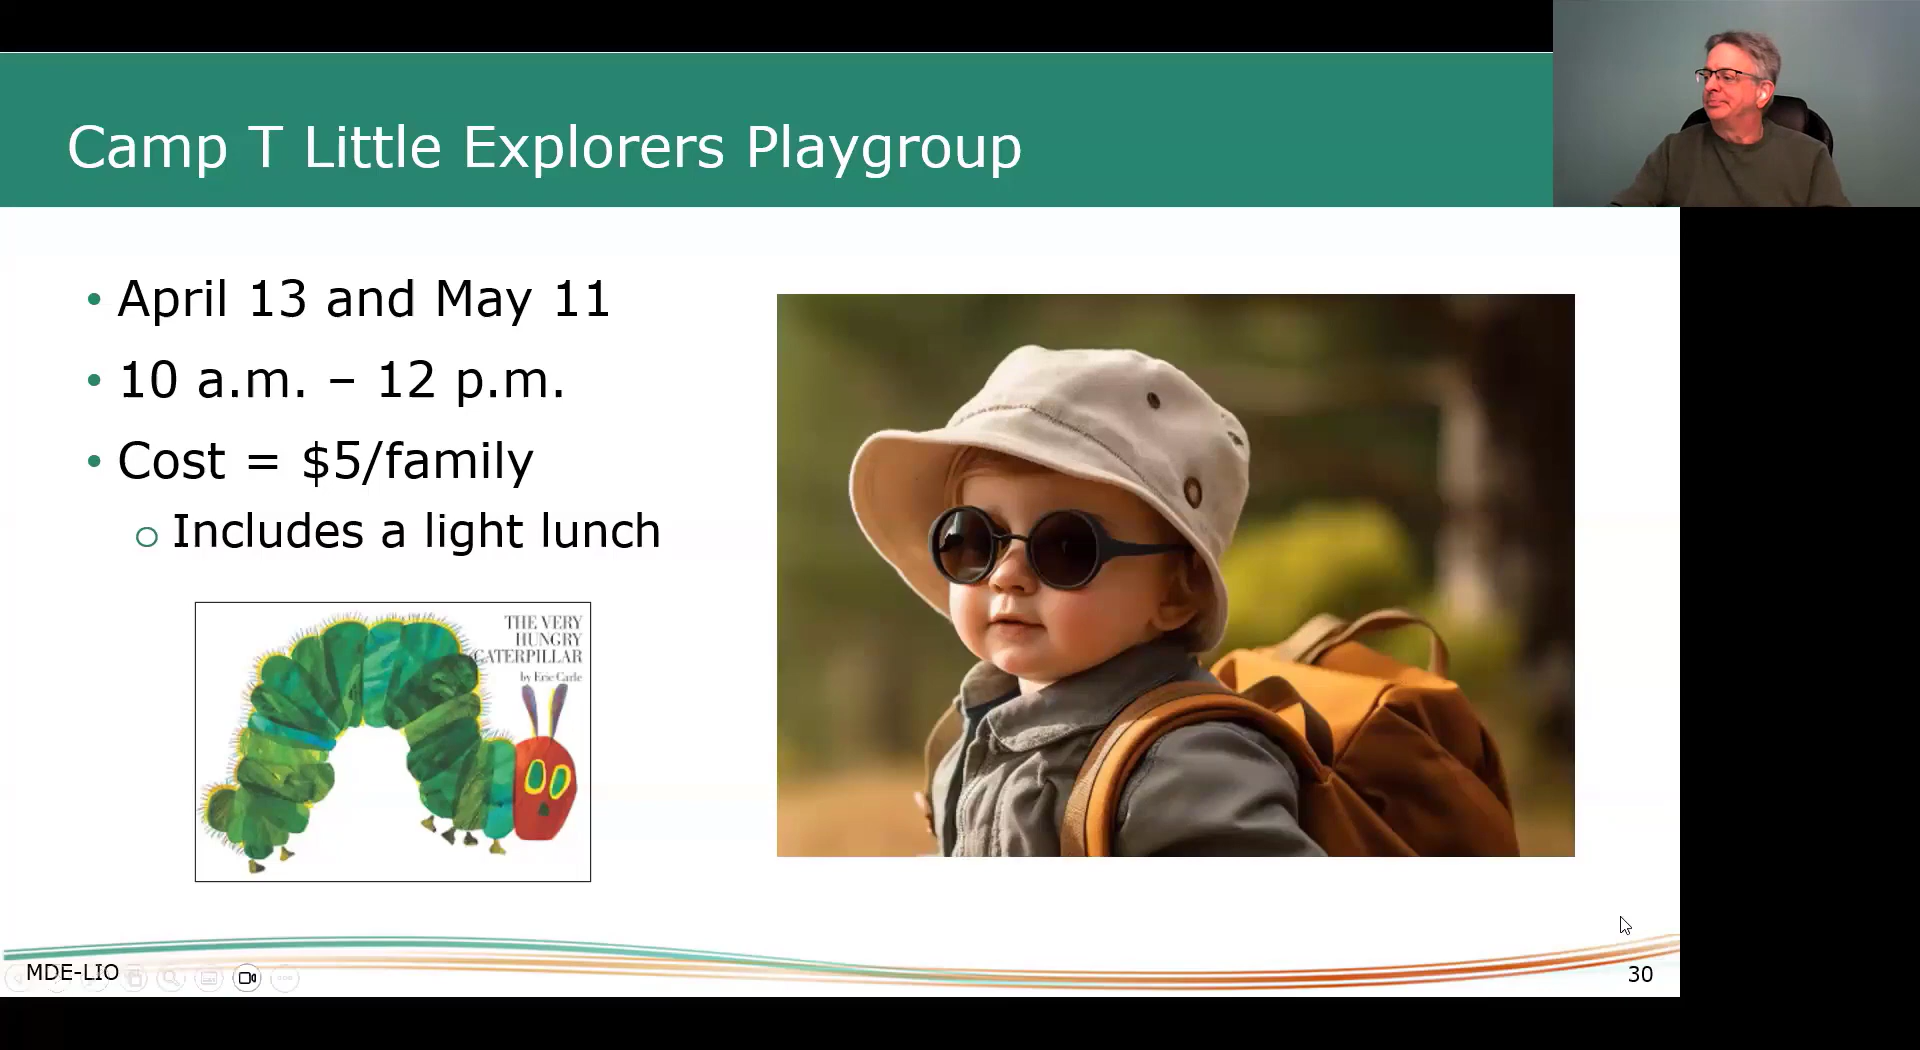 Camp T Little Explorers Playgroup
• April 13 and May 11
• 10 a.m. – 12 p.m.
• Cost = $5/family
o Includes a light lunch
THE VERY
HUNGRY
CATERPILLAR
by Eric Carle
MDE-LIO
30